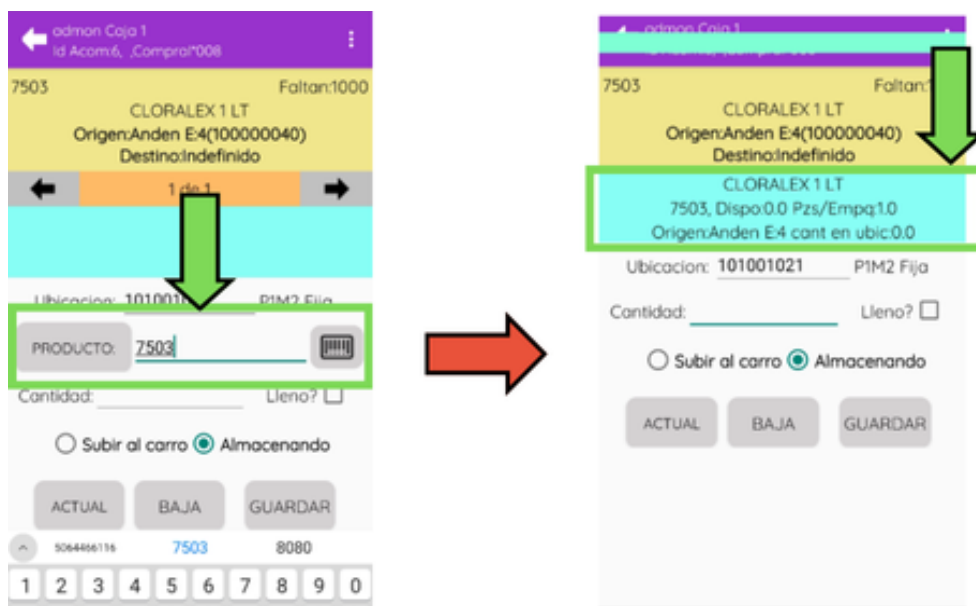 admon Caja 1
Id Acom:6, ,Compral*008
7503 Faltan:1000
CLORALEX 1 LT
Origen:Anden E:4(100000040)
Destino:Indefinido
1 de 1
Ubicacion: P1M2 Fija
PRODUCTO: 7503
Cantidad: Lleno?
Subir al carro Almacenando
ACTUAL BAJA GUARDAR
5064466116 7503 8080
1 2 3 4 5 6 7 8 9 0
admon Caja 1
7503
CLORALEX 1 LT
Origen:Anden E:4(100000040)
Destino:Indefinido
CLORALEX 1 LT
7503, Dispo:0.0 Pzs/Empq:1.0
Origen:Anden E:4 cant en ubic:0.0
Ubicacion: 101001021 P1M2 Fija
Cantidad: Lleno?
Subir al carro Almacenando
ACTUAL BAJA GUARDAR